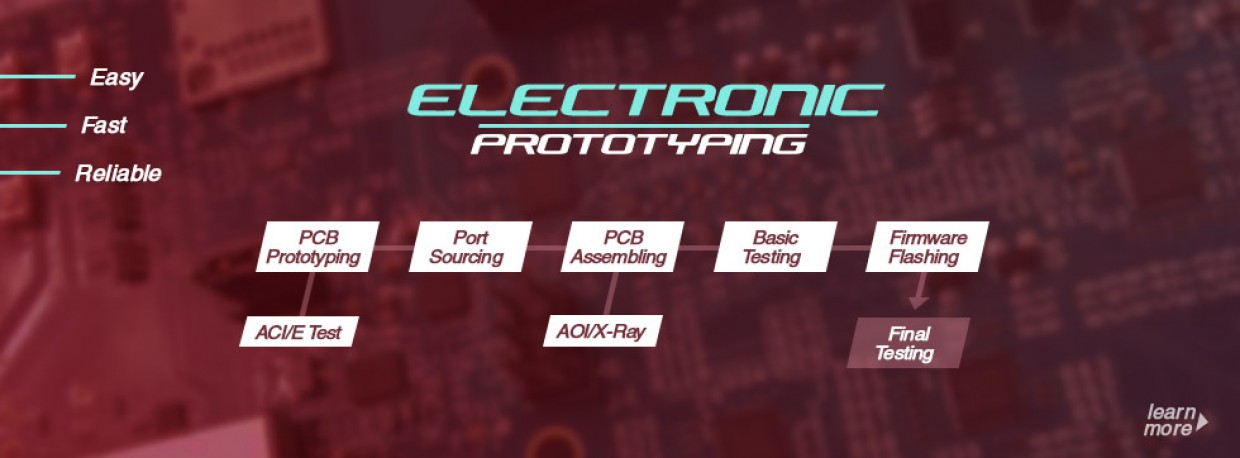 Easy
Fast
Reliable
ELECTRONIC
PROTOTYPING
PCB
Prototyping
Port
Sourcing
PCB
Assembling
Basic
Testing
Firmware
Flashing
ACI/E Test
AOI/X-Ray
Final
Testing
learn
more